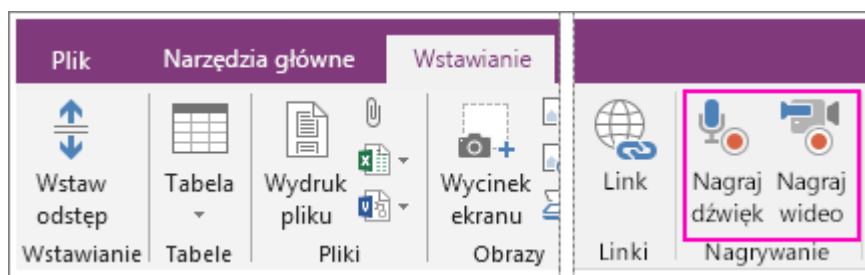 Plik Narzędzia główne Wstawianie
Wstaw odstęp
Tabela
Wydruk pliku
Wycinek ekranu
Link
Nagraj dźwięk
Nagraj wideo
Wstawianie Tabele Pliki Obrazy Linki Nagrywanie